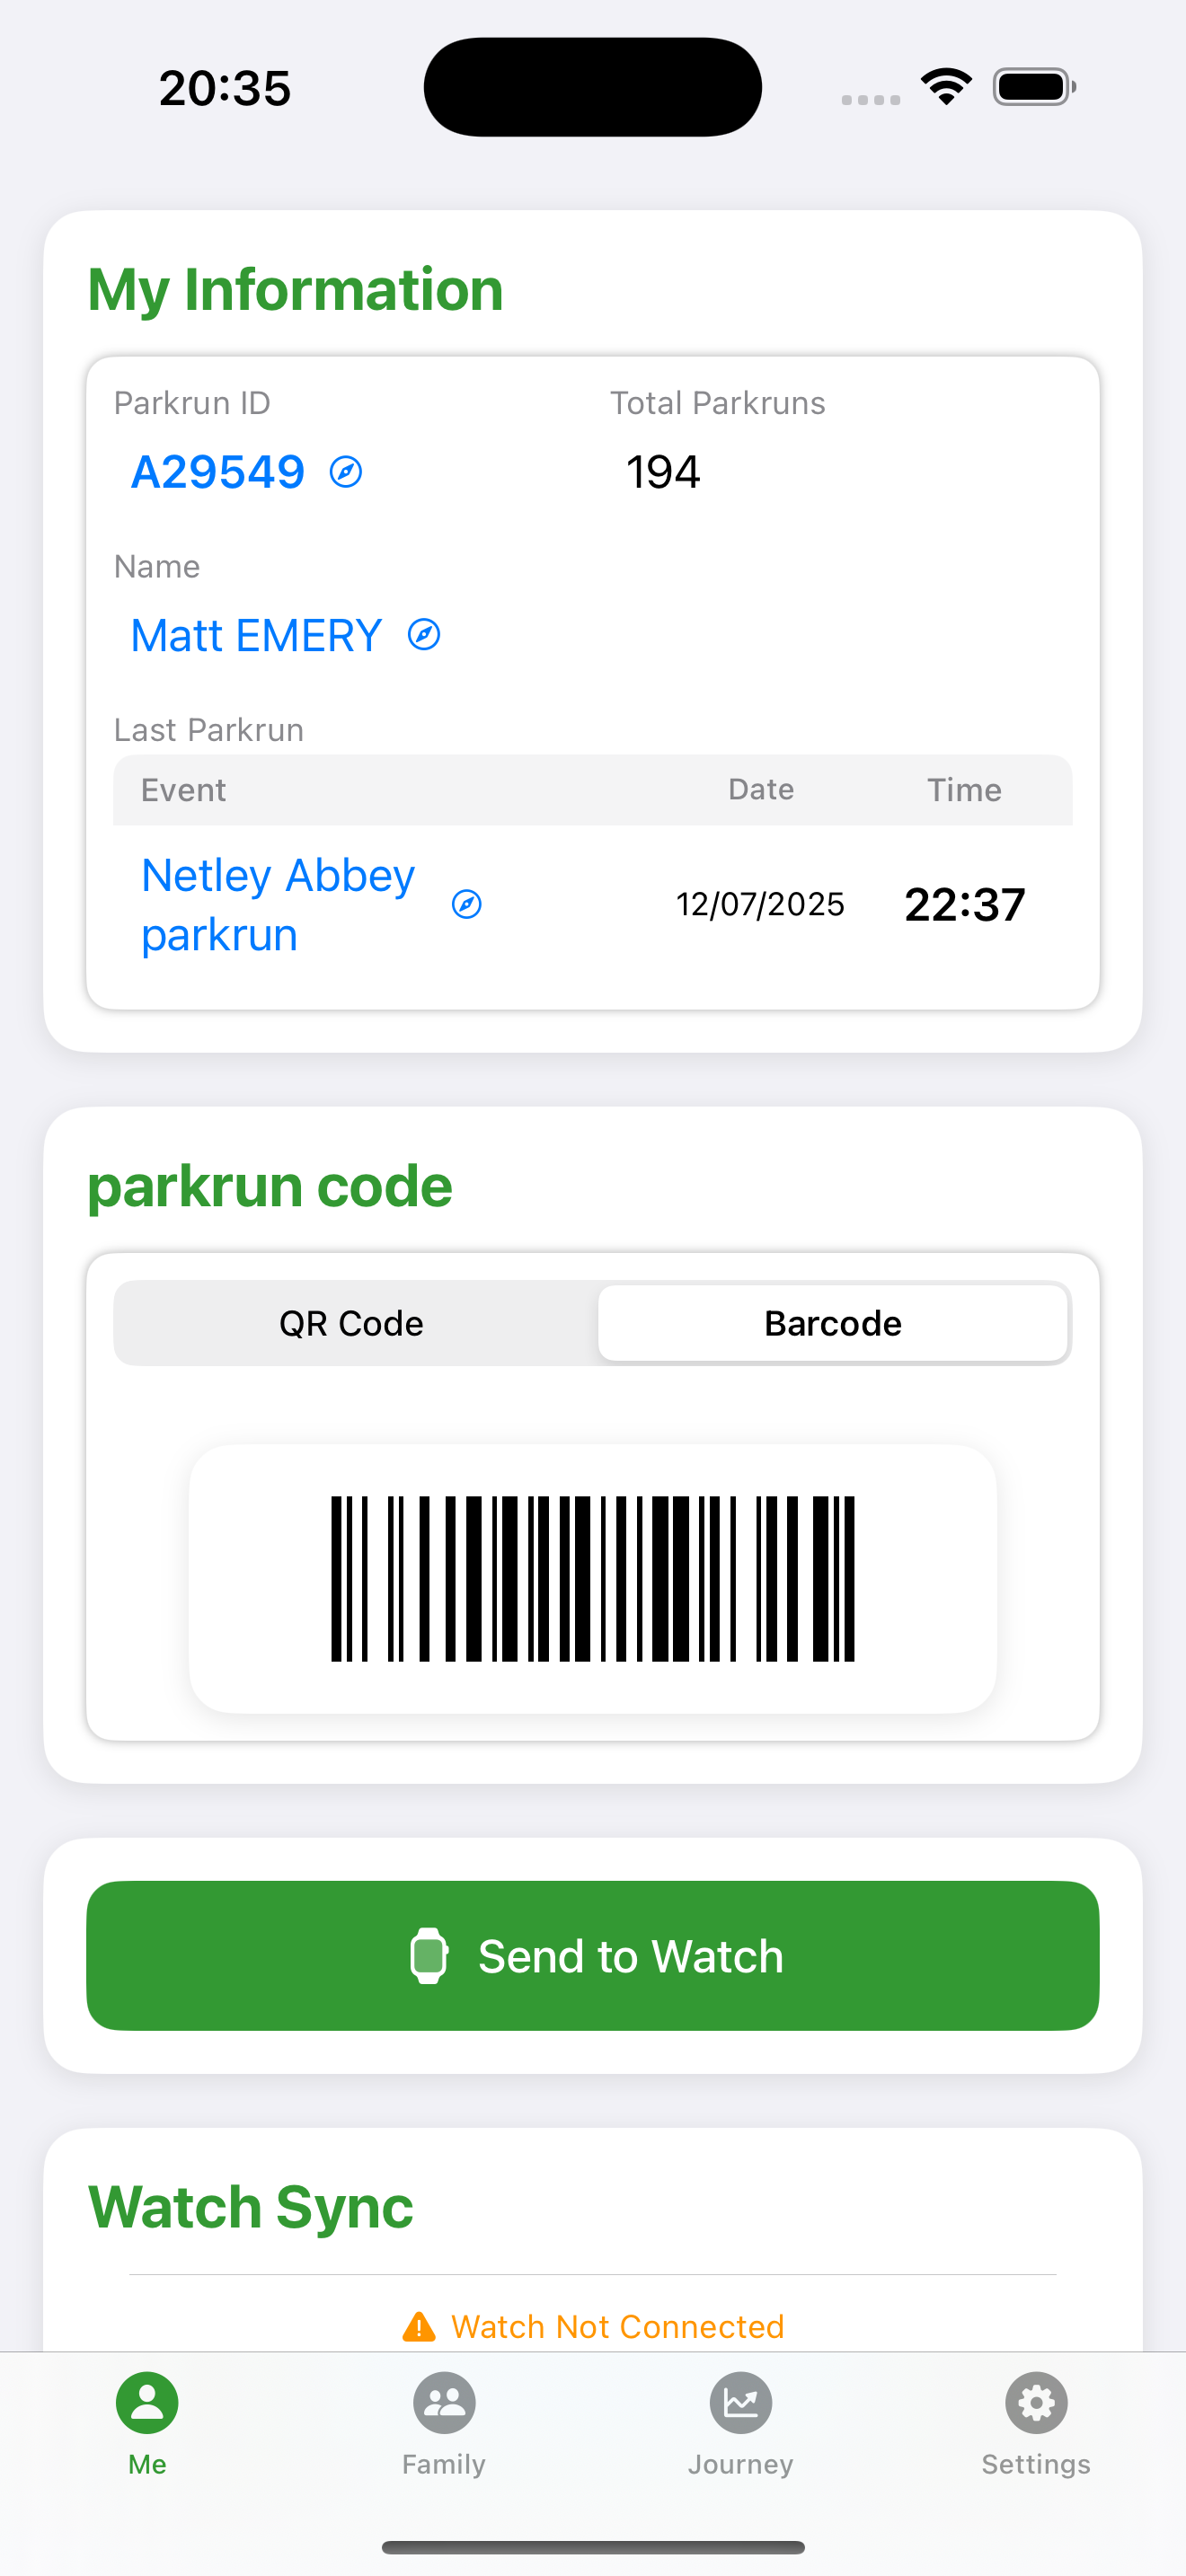 20:35
My Information
Parkrun ID Total Parkruns
A29549 194
Name
Matt EMERY
Last Parkrun
Event Date Time
Netley Abbey
parkrun 12/07/2025 22:37
parkrun code
QR Code Barcode
Send to Watch
Watch Sync
Watch Not Connected
Me Family Journey Settings